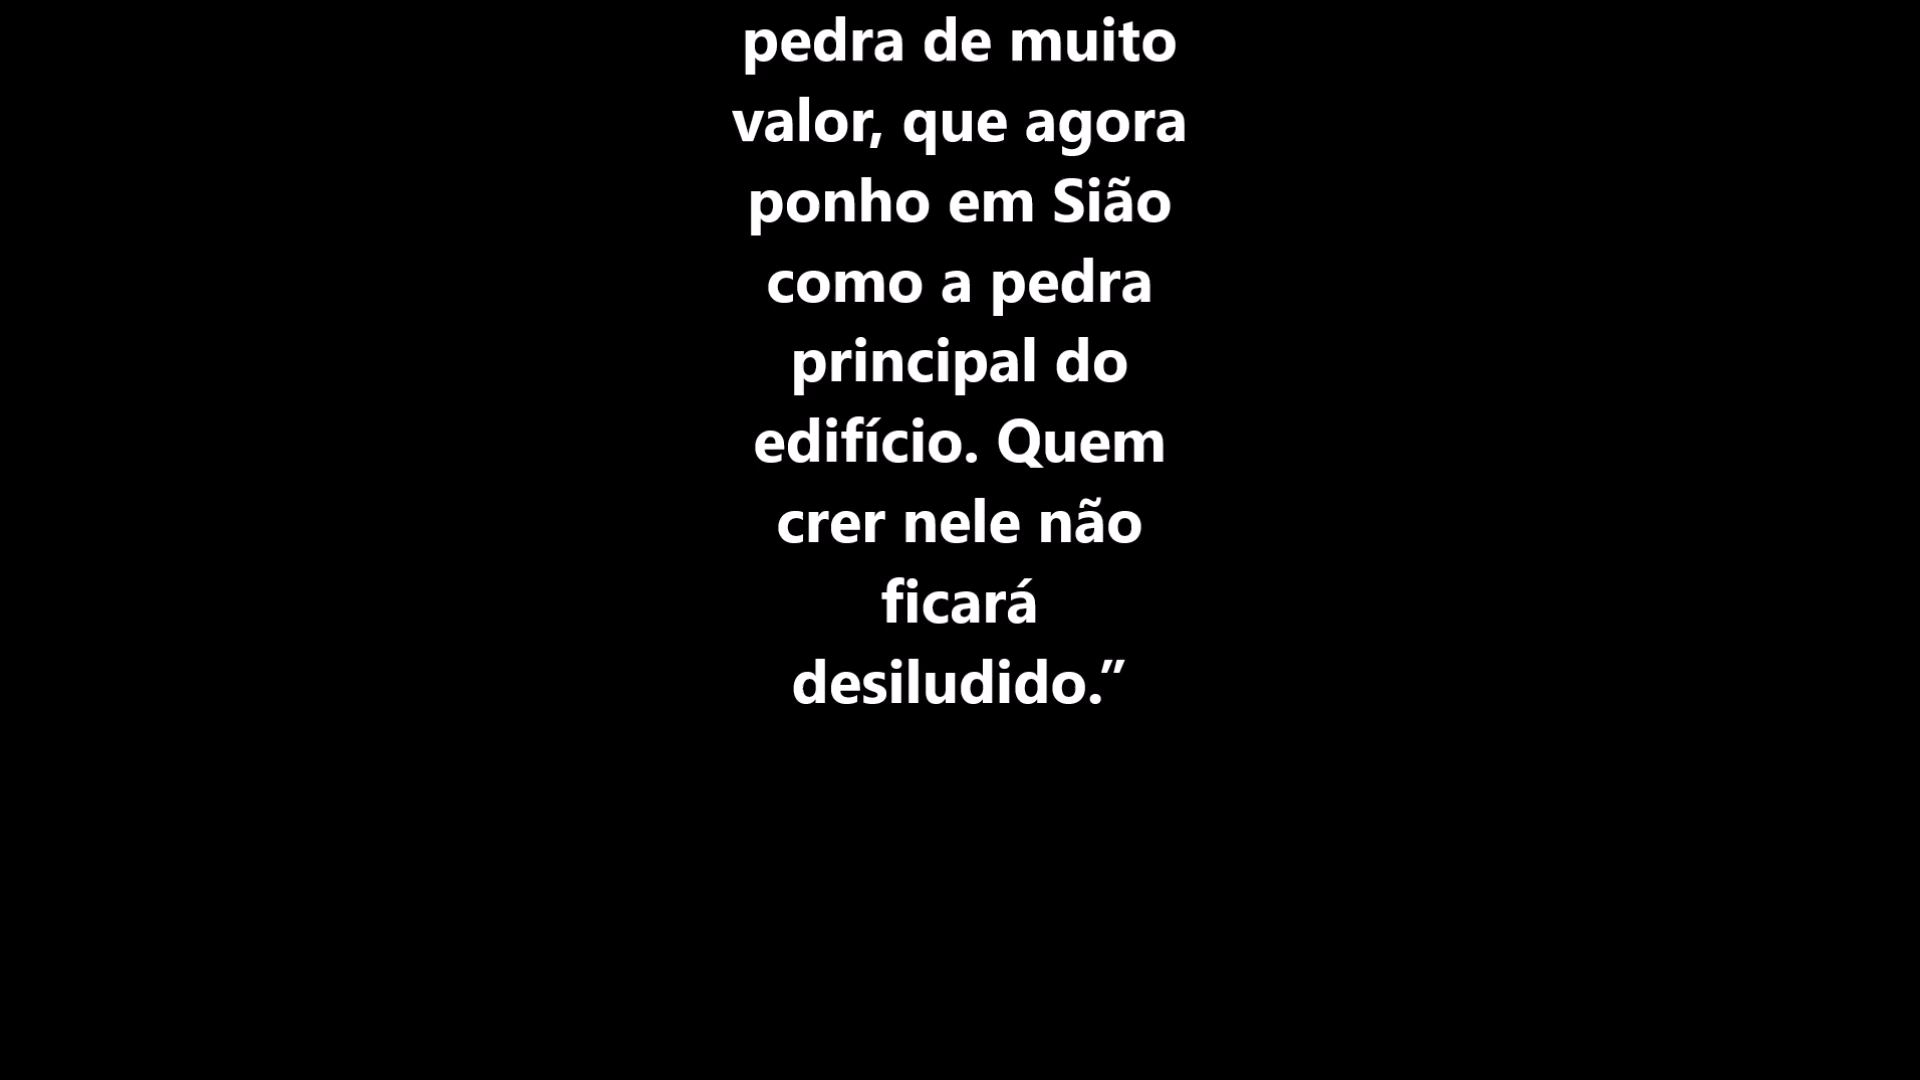 pedra de muito
valor, que agora
ponho em Sião
como a pedra
principal do
edifício. Quem
crer nele não
ficará
desiludido.”